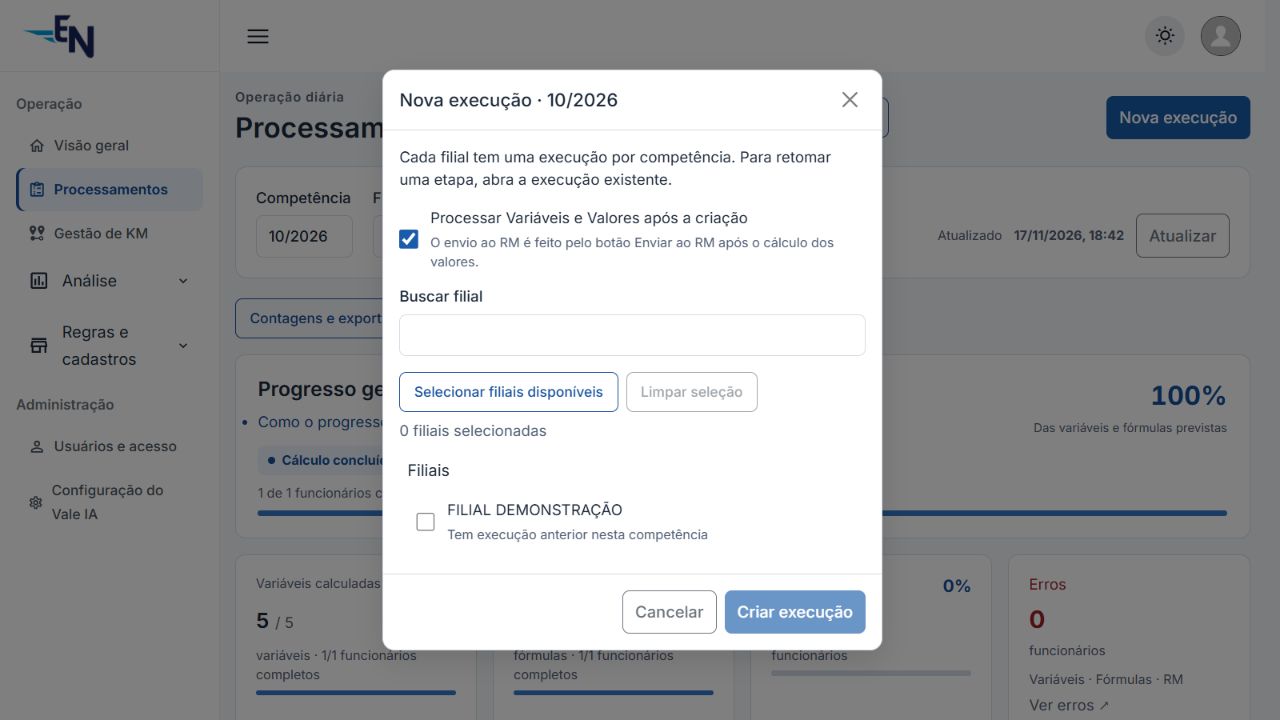 EN
Operação
Visão geral
Processamentos
Gestão de KM
Análise
Regras e
cadastros
Administração
Usuários e acesso
Configuração do
Vale IA
Operação diária
Processam
Nova execução
Competência
F
10/2026
Atualizado 17/11/2026, 18:42
Atualizar
Contagens e export
Progresso ge
Como o progress
Cálculo concluíd
1 de 1 funcionários c
100%
Das variáveis e fórmulas previstas
Variáveis calculadas
5 / 5
variáveis · 1/1 funcionários
completos
fórmulas · 1/1 funcionários
completos
0%
funcionários
Erros
0
funcionários
Variáveis · Fórmulas · RM
Ver erros ↗
Nova execução · 10/2026
Cada filial tem uma execução por competência. Para retomar
uma etapa, abra a execução existente.
Processar Variáveis e Valores após a criação
O envio ao RM é feito pelo botão Enviar ao RM após o cálculo dos
valores.
Buscar filial
Selecionar filiais disponíveis
Limpar seleção
0 filiais selecionadas
Filiais
FILIAL DEMONSTRAÇÃO
Tem execução anterior nesta competência
Cancelar
Criar execução